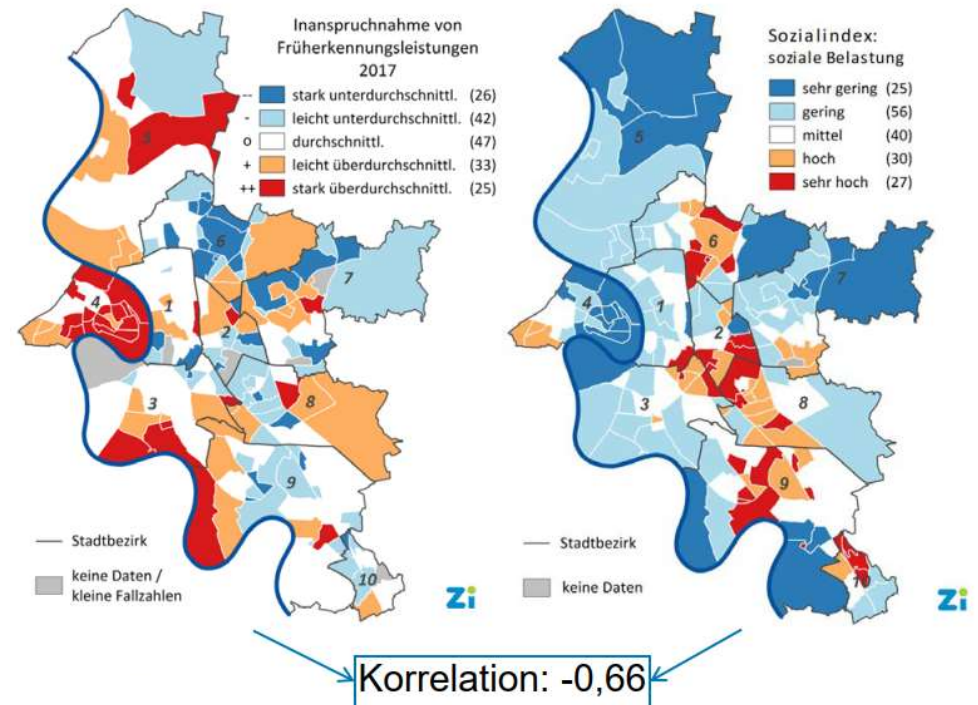 Inanspruchnahme von
Früherkennungsleistungen
2017
-- stark unterdurchschnittl. (26)
- leicht unterdurchschnittl. (42)
o durchschnittl. (47)
+ leicht überdurchschnittl. (33)
++ stark überdurchschnittl. (25)
5
6
7
4
1
2
3
8
9
10
Stadtbezirk
keine Daten /
kleine Fallzahlen
Zi
Sozialindex:
soziale Belastung
sehr gering (25)
gering (56)
mittel (40)
hoch (30)
sehr hoch (27)
5
6
7
4
1
2
3
8
9
10
Stadtbezirk
keine Daten
Zi
Korrelation: -0,66